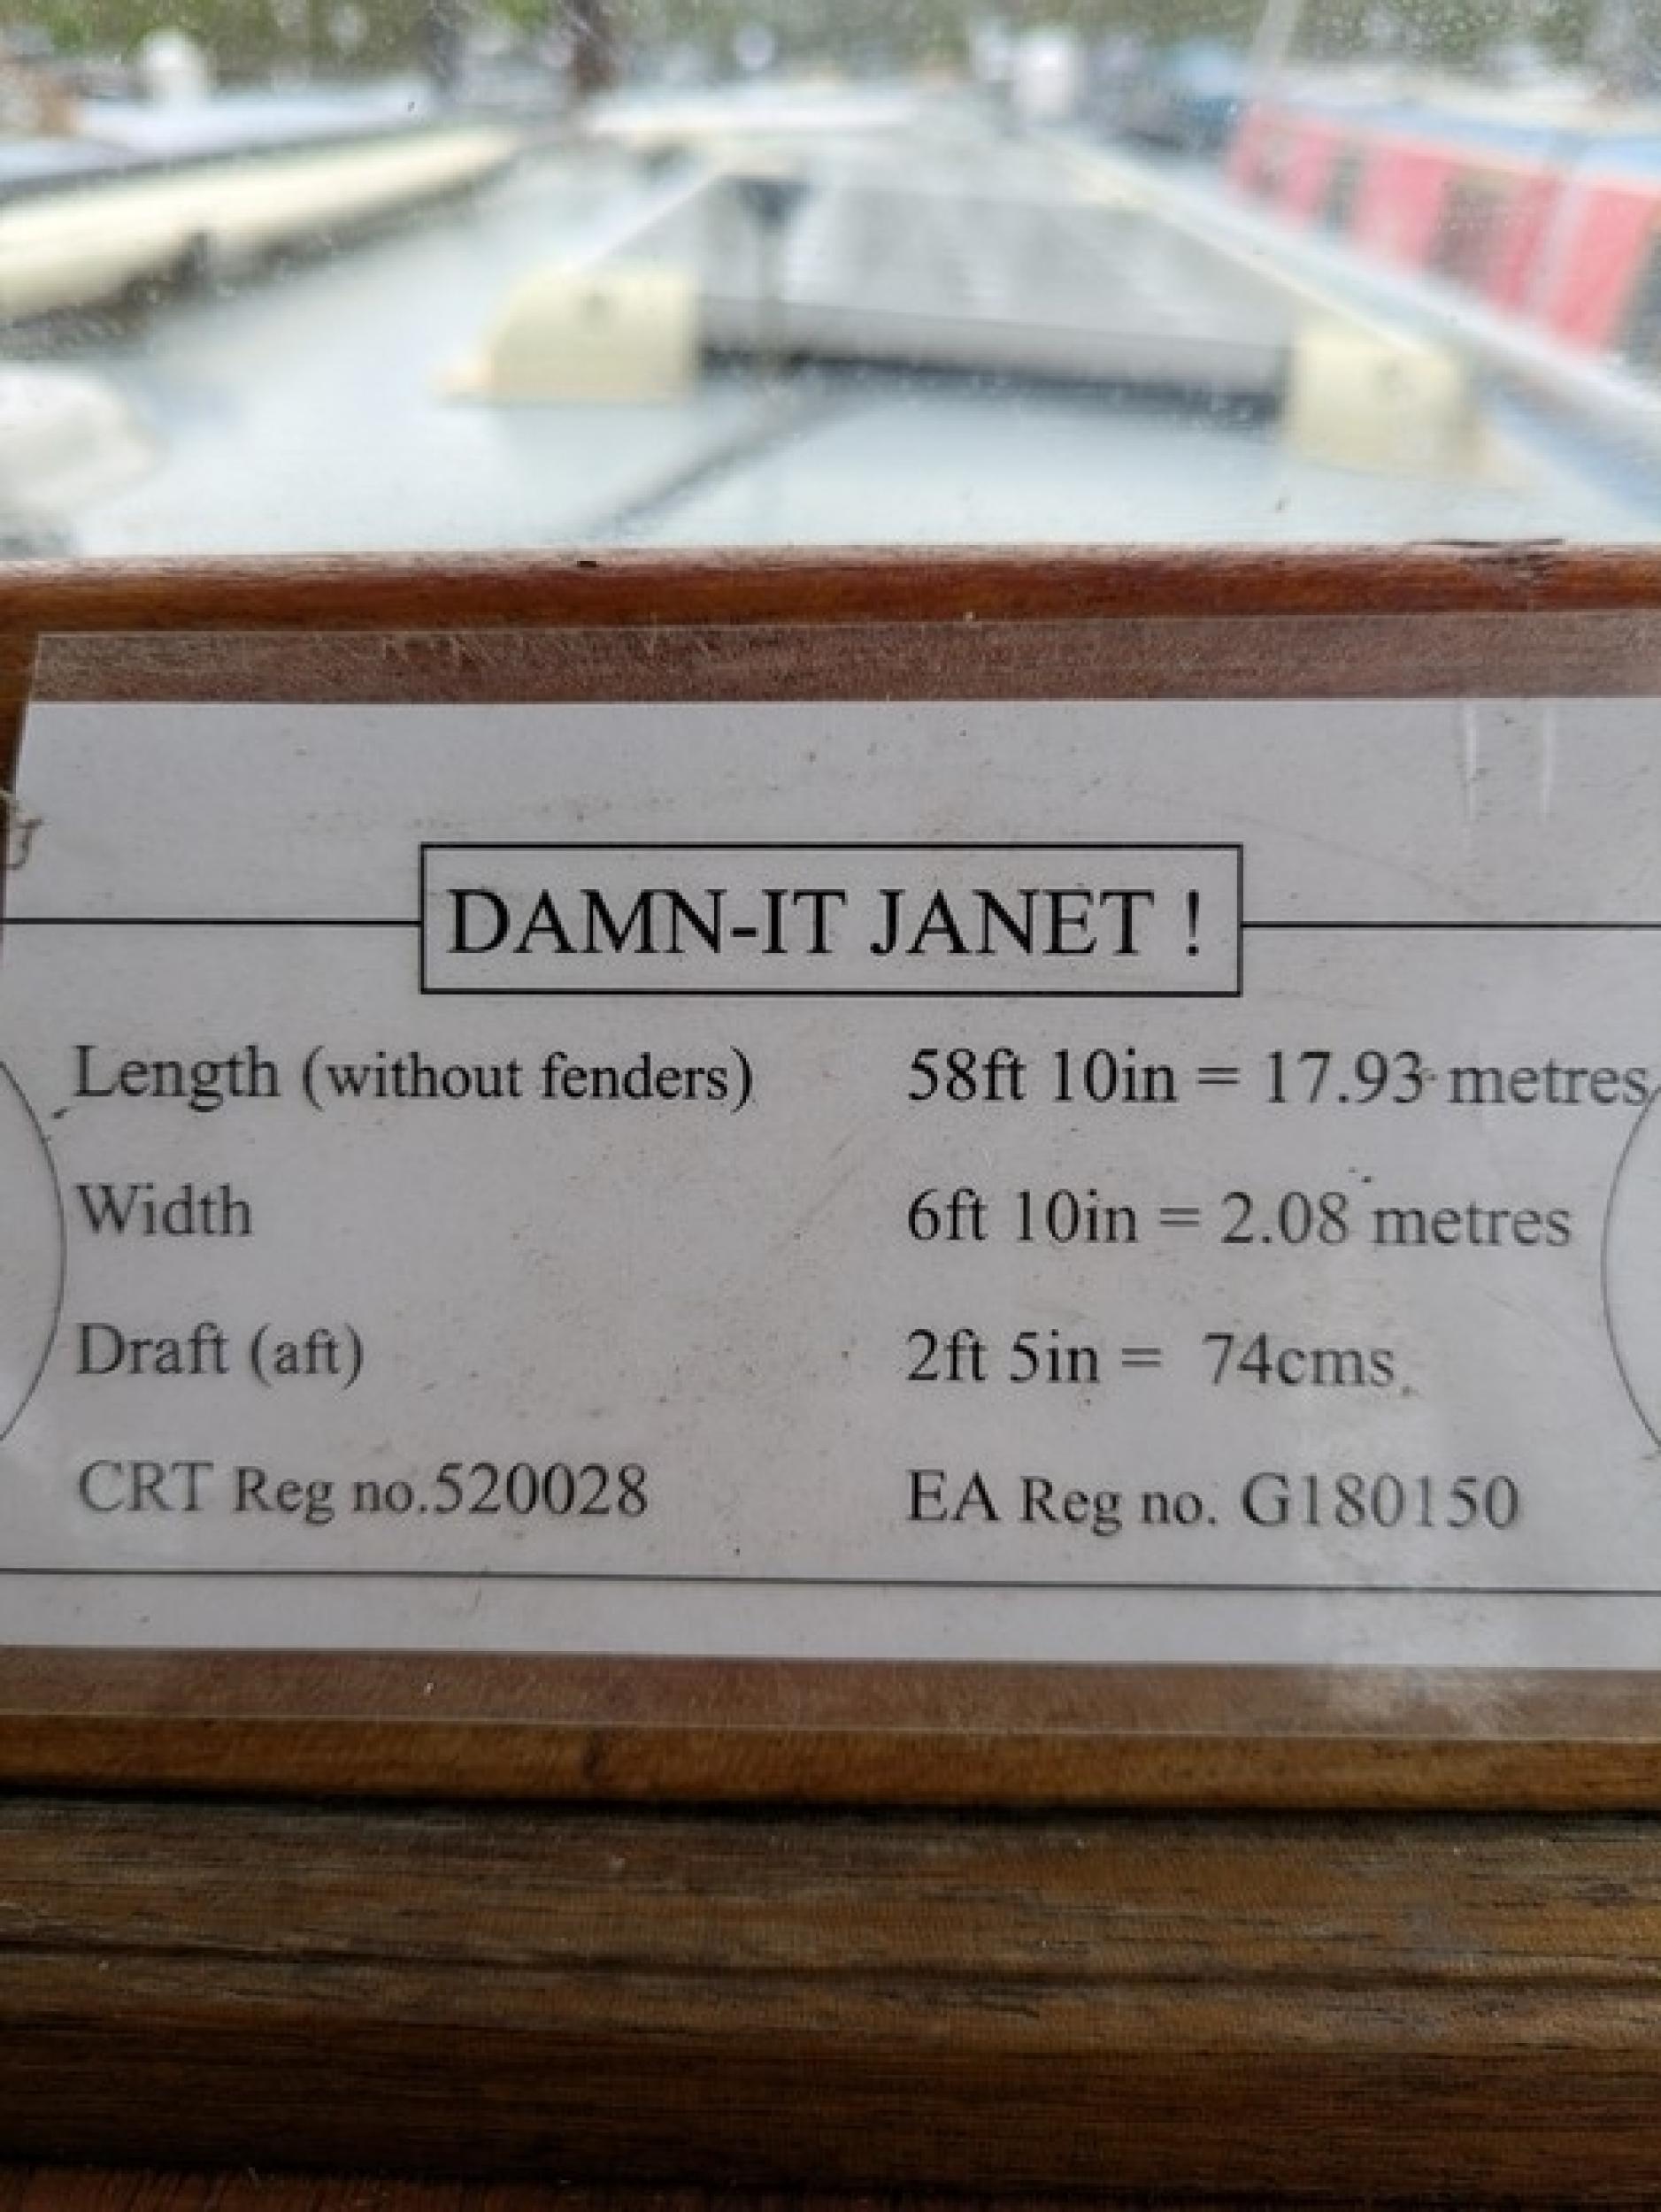 DAMN-IT JANET !
Length (without fenders) 58ft 10in = 17.93 metres
Width 6ft 10in = 2.08 metres
Draft (aft) 2ft 5in = 74cms
CRT Reg no.520028 EA Reg no. G180150